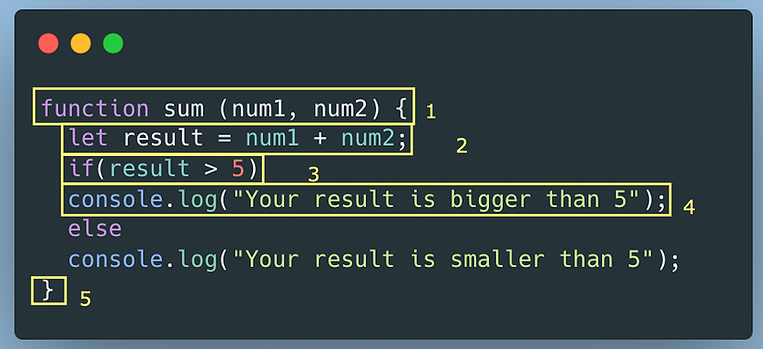 function sum (num1, num2) { 1
let result = num1 + num2; 2
if(result > 5) 3
console.log("Your result is bigger than 5"); 4
else
console.log("Your result is smaller than 5");
} 5